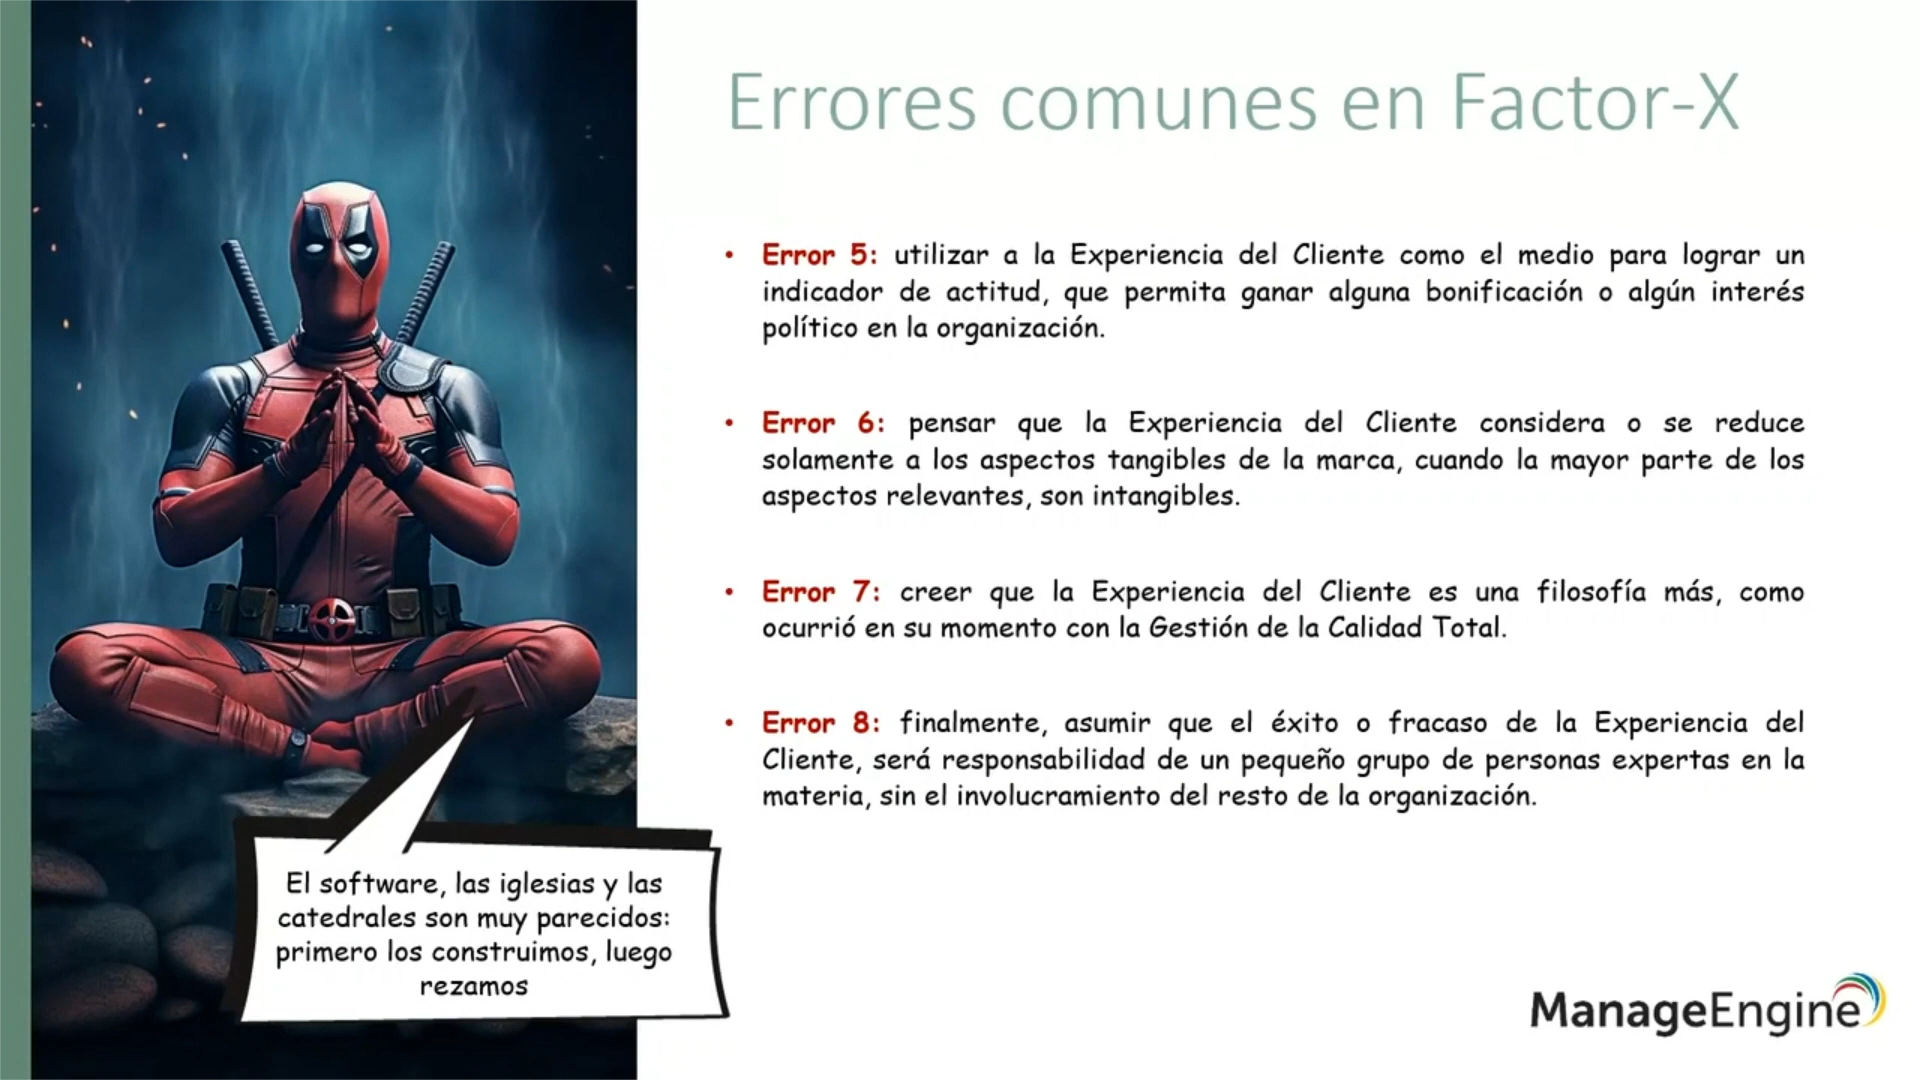 Errores comunes en Factor-X
• Error 5: utilizar a la Experiencia del Cliente como el medio para lograr un
indicador de actitud, que permita ganar alguna bonificación o algún interés
político en la organización.
• Error 6: pensar que la Experiencia del Cliente considera o se reduce
solamente a los aspectos tangibles de la marca, cuando la mayor parte de los
aspectos relevantes, son intangibles.
• Error 7: creer que la Experiencia del Cliente es una filosofía más, como
ocurrió en su momento con la Gestión de la Calidad Total.
• Error 8: finalmente, asumir que el éxito o fracaso de la Experiencia del
Cliente, será responsabilidad de un pequeño grupo de personas expertas en la
materia, sin el involucramiento del resto de la organización.
El software, las iglesias y las
catedrales son muy parecidos:
primero los construimos, luego
rezamos
ManageEngine